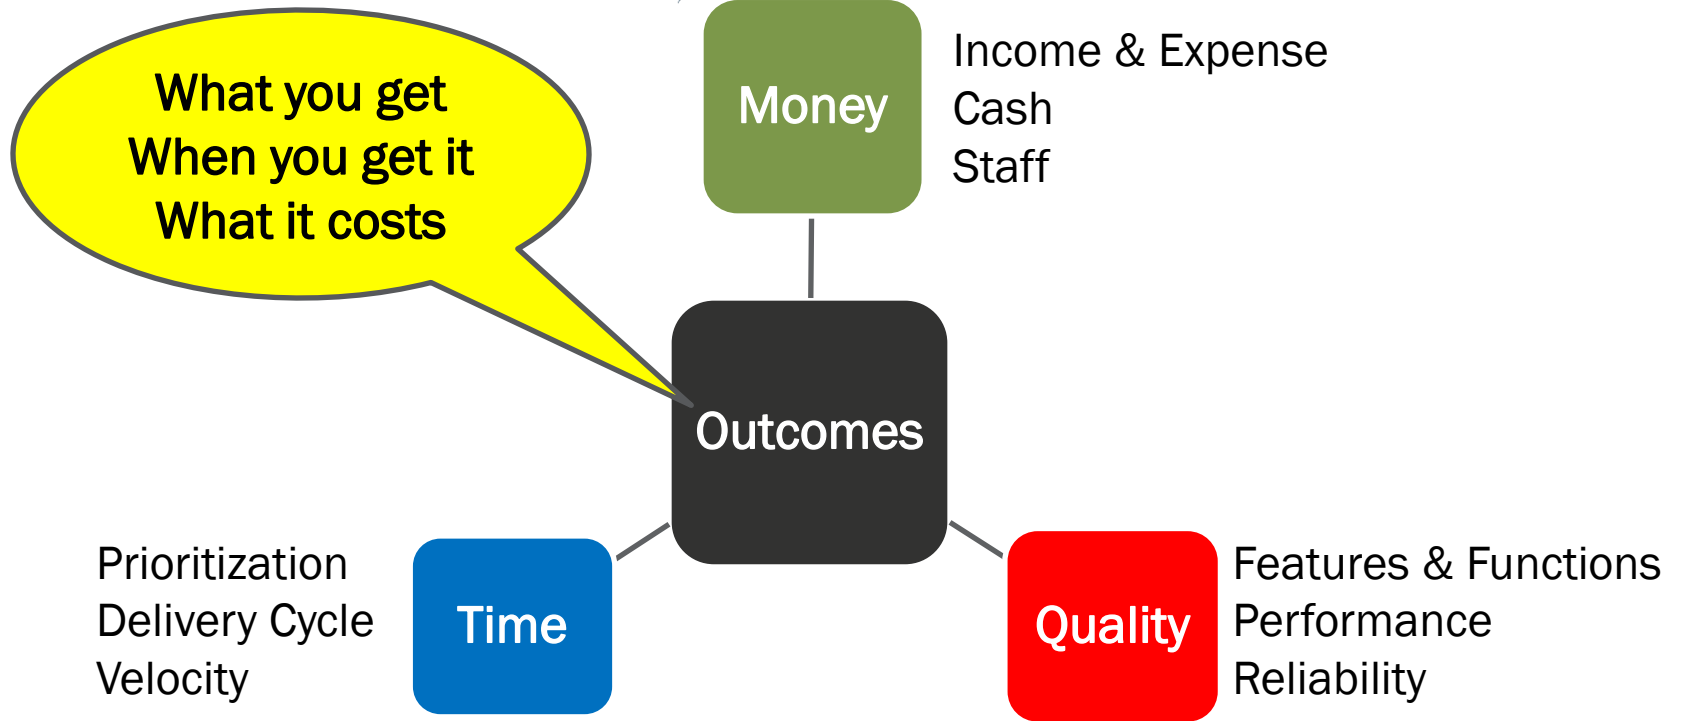 What you get
When you get it
What it costs
Money
Income & Expense
Cash
Staff
Outcomes
Prioritization
Delivery Cycle
Velocity
Time
Quality
Features & Functions
Performance
Reliability